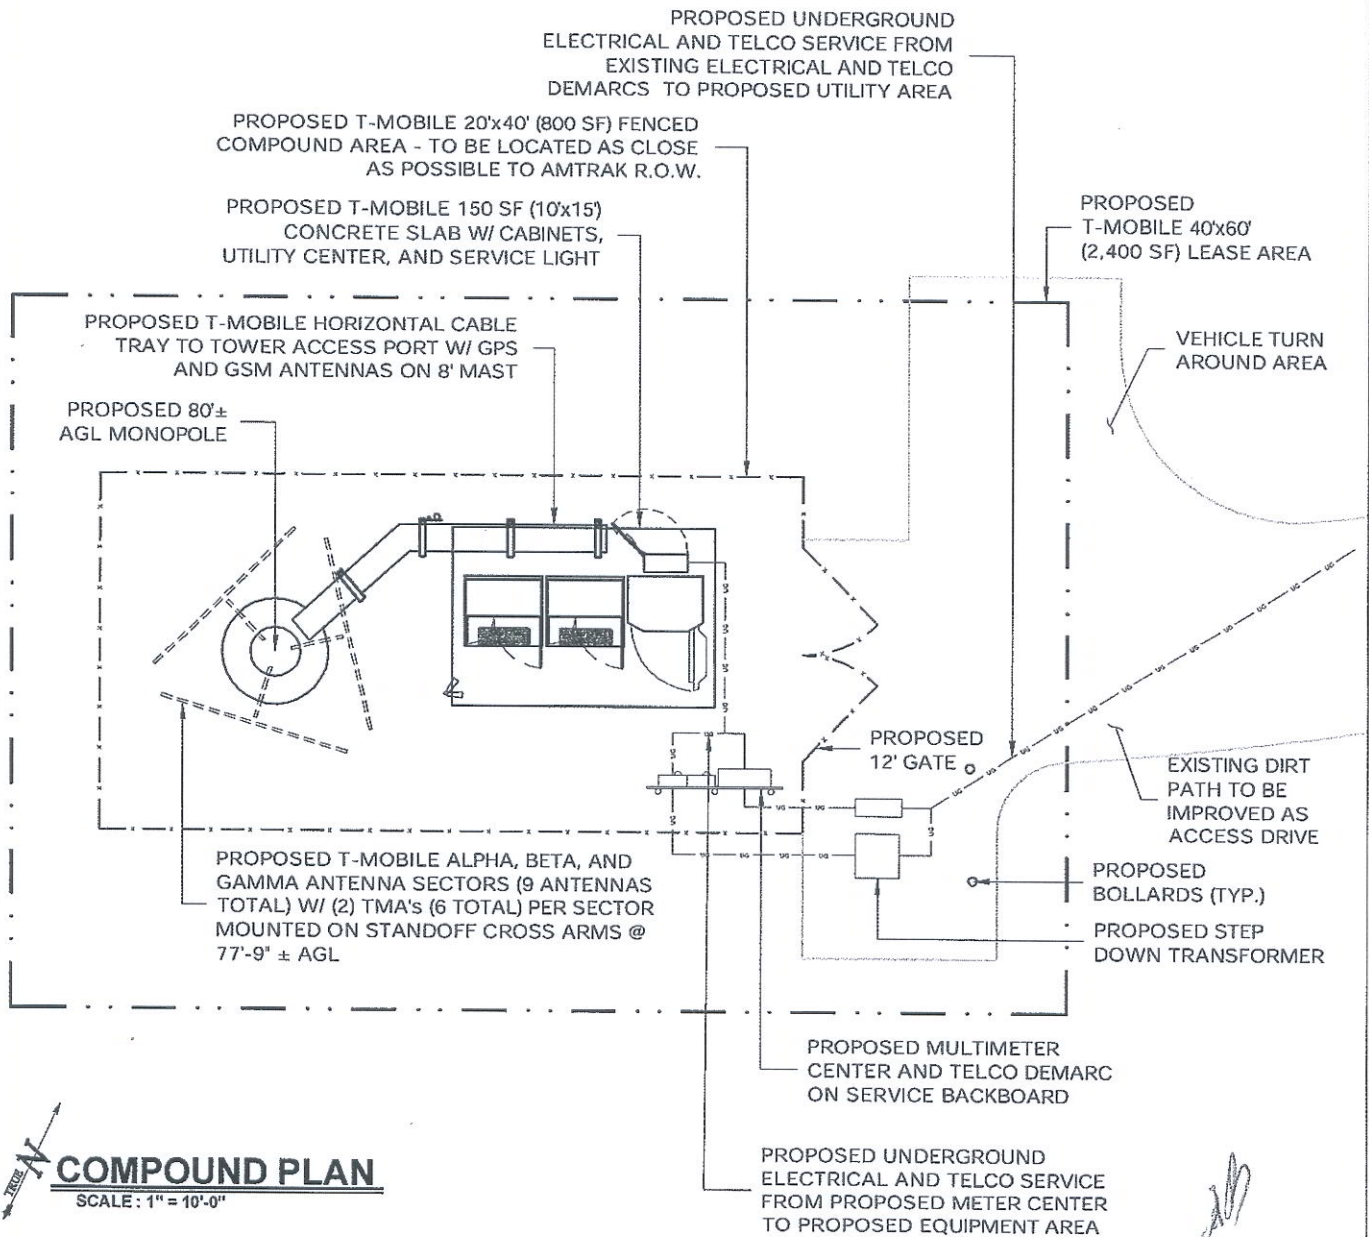 PROPOSED UNDERGROUND
ELECTRICAL AND TELCO SERVICE FROM
EXISTING ELECTRICAL AND TELCO
DEMARCS TO PROPOSED UTILITY AREA
PROPOSED T-MOBILE 20'x40' (800 SF) FENCED
COMPOUND AREA - TO BE LOCATED AS CLOSE
AS POSSIBLE TO AMTRAK R.O.W.
PROPOSED T-MOBILE 150 SF (10'x15')
CONCRETE SLAB W/ CABINETS,
UTILITY CENTER, AND SERVICE LIGHT
PROPOSED
T-MOBILE 40'x60'
(2,400 SF) LEASE AREA
PROPOSED T-MOBILE HORIZONTAL CABLE
TRAY TO TOWER ACCESS PORT W/ GPS
AND GSM ANTENNAS ON 8' MAST
VEHICLE TURN
AROUND AREA
PROPOSED 80'±
AGL MONOPOLE
PROPOSED
12' GATE
EXISTING DIRT
PATH TO BE
IMPROVED AS
ACCESS DRIVE
PROPOSED T-MOBILE ALPHA, BETA, AND
GAMMA ANTENNA SECTORS (9 ANTENNAS
TOTAL) W/ (2) TMA's (6 TOTAL) PER SECTOR
MOUNTED ON STANDOFF CROSS ARMS @
77'-9" ± AGL
PROPOSED
BOLLARDS (TYP.)
PROPOSED STEP
DOWN TRANSFORMER
PROPOSED MULTIMETER
CENTER AND TELCO DEMARC
ON SERVICE BACKBOARD
PROPOSED UNDERGROUND
ELECTRICAL AND TELCO SERVICE
FROM PROPOSED METER CENTER
TO PROPOSED EQUIPMENT AREA
TRUE N
COMPOUND PLAN
SCALE : 1" = 10'-0"